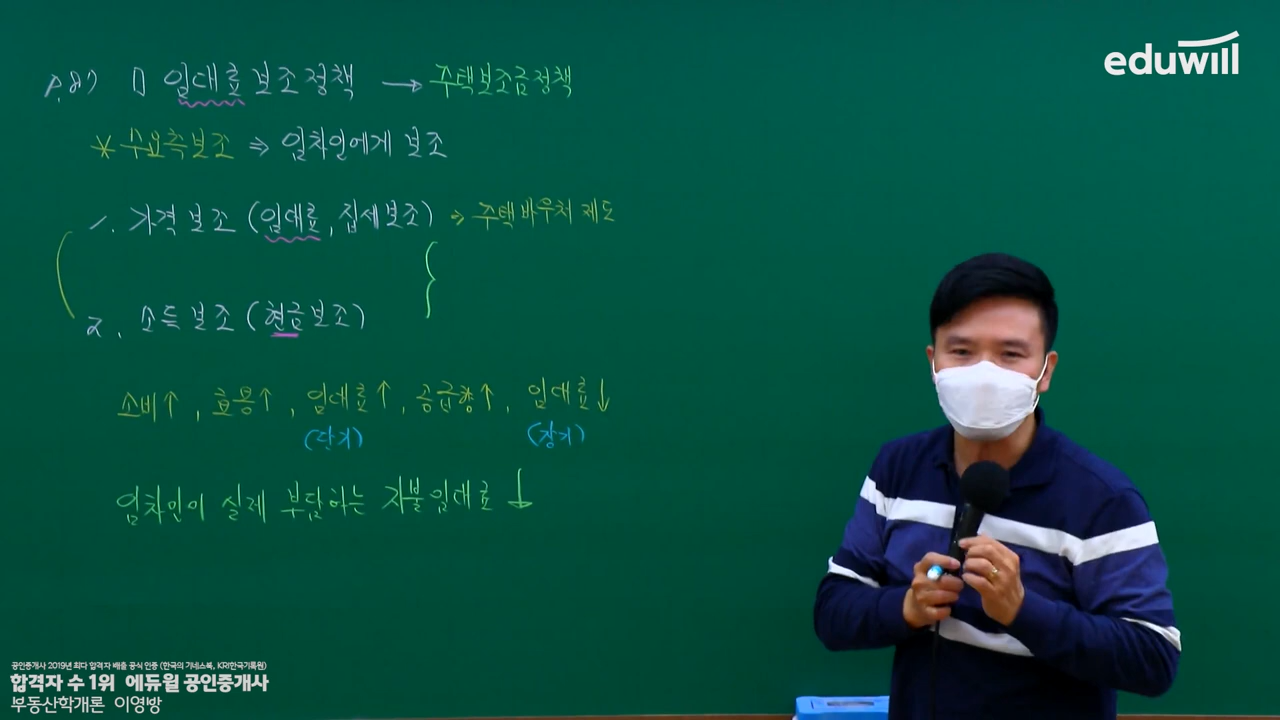 P.87 □ 임대료 보조정책 → 주택보조금정책
* 수요측보조 ⇒ 임차인에게 보조
1. 가격보조 (임대료, 집세보조) → 주택바우처 제도
2. 소득보조 (현금보조)
소비↑, 효용↑, 임대료↑, 공급량↑, 임대료↓
(단기) (장기)
임차인이 실제 부담하는 지불임대료 ↓
eduwill
공인중개사 2019년 최다 합격자 배출 공식 인증 (한국의 기네스북, KRI한국기록원)
합격자 수 1위 에듀윌 공인중개사
부동산학개론 이영방